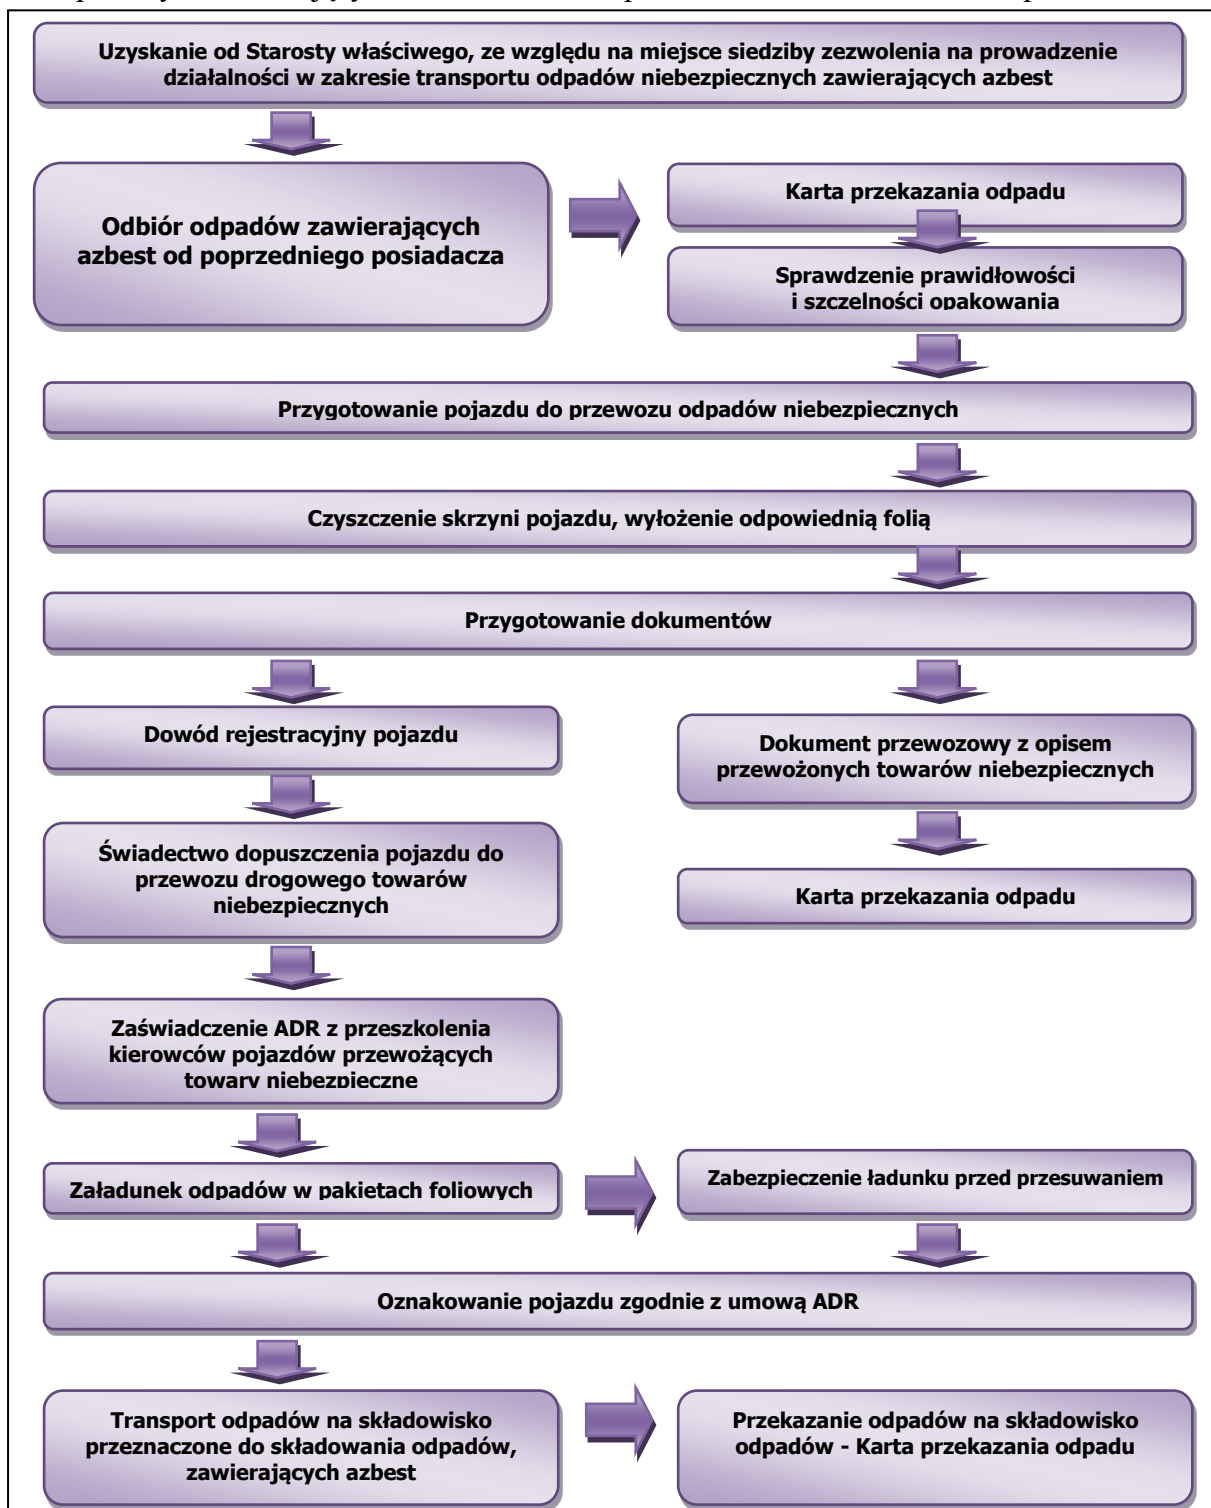 Uzyskanie od Starosty właściwego, ze względu na miejsce siedziby zezwolenia na prowadzenie
działalności w zakresie transportu odpadów niebezpiecznych zawierających azbest
Odbiór odpadów zawierających
azbest od poprzedniego posiadacza
Karta przekazania odpadu
Sprawdzenie prawidłowości
i szczelności opakowania
Przygotowanie pojazdu do przewozu odpadów niebezpiecznych
Czyszczenie skrzyni pojazdu, wyłożenie odpowiednią folią
Przygotowanie dokumentów
Dowód rejestracyjny pojazdu
Dokument przewozowy z opisem
przewożonych towarów niebezpiecznych
Świadectwo dopuszczenia pojazdu do
przewozu drogowego towarów
niebezpiecznych
Karta przekazania odpadu
Zaświadczenie ADR z przeszkolenia
kierowców pojazdów przewożących
towary niebezpieczne
Załadunek odpadów w pakietach foliowych
Zabezpieczenie ładunku przed przesuwaniem
Oznakowanie pojazdu zgodnie z umową ADR
Transport odpadów na składowisko
przeznaczone do składowania odpadów,
zawierających azbest
Przekazanie odpadów na składowisko
odpadów - Karta przekazania odpadu